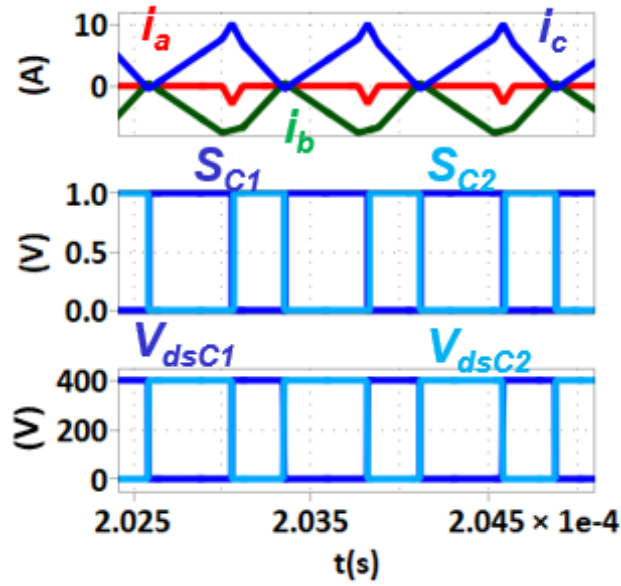 10
i_a
i_c
(A)
0
i_b
S_C1
S_C2
1.0
(V)
0.5
0.0
V_dsC1
V_dsC2
400
(V)
200
0
2.025
2.035
2.045 × 1e-4
t(s)